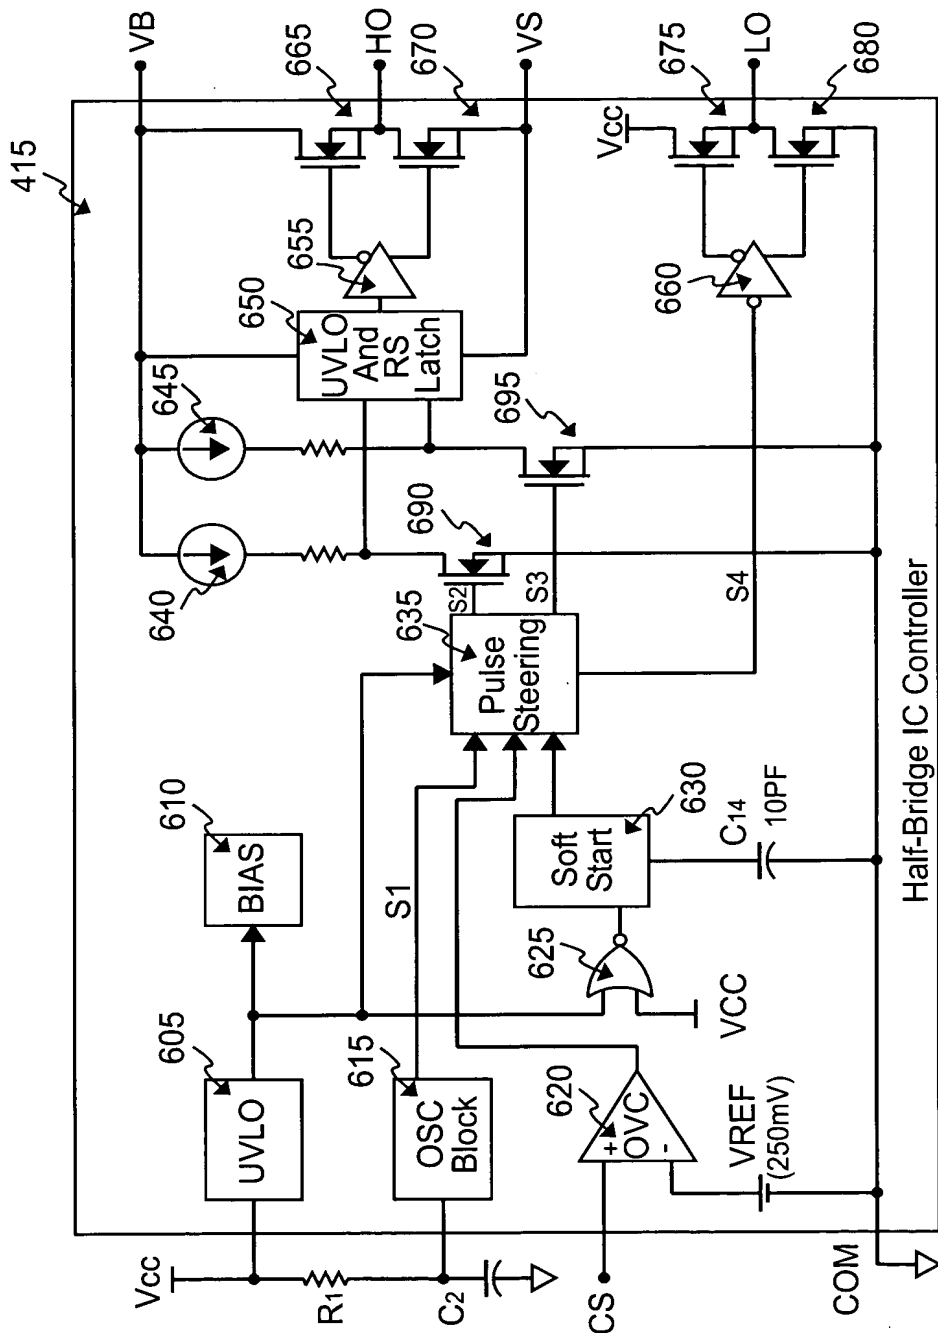 415
VB
HO
665
670
VS
Vcc
675
LO
680
645
640
650
UVLO
And
RS
Latch
655
660
690
695
S2
S3
S4
635
Pulse
Steering
610
BIAS
S1
605
UVLO
615
OSC
Block
625
VCC
Soft
Start
630
C14
10PF
620
+
OVC
-
VREF
(250mV)
Vcc
R1
C2
CS
COM
Half-Bridge IC Controller